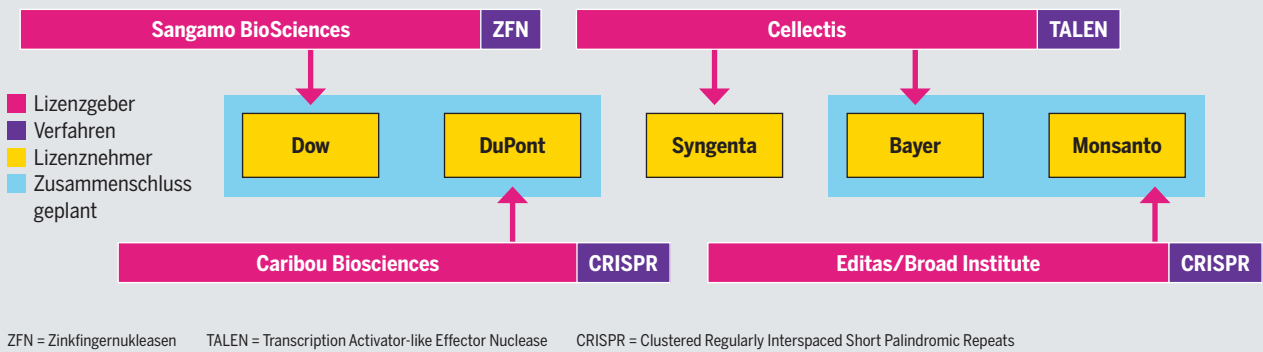 Sangamo BioSciences ZFN
Cellectis TALEN
Lizenzgeber
Verfahren
Lizenznehmer
Zusammenschluss
geplant
Dow
DuPont
Syngenta
Bayer
Monsanto
Caribou Biosciences CRISPR
Editas/Broad Institute CRISPR
ZFN = Zinkfingernukleasen TALEN = Transcription Activator-like Effector Nuclease CRISPR = Clustered Regularly Interspaced Short Palindromic Repeats